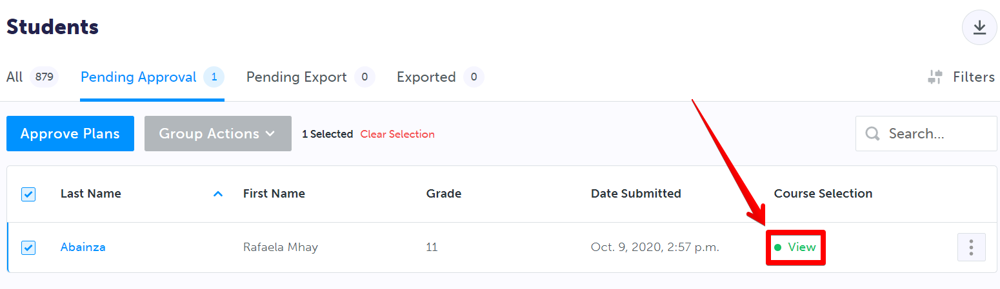 Students
All 879 Pending Approval 1 Pending Export 0 Exported 0 Filters
Approve Plans Group Actions 1 Selected Clear Selection Search...
Last Name First Name Grade Date Submitted Course Selection
Abainza Rafaela Mhay 11 Oct. 9, 2020, 2:57 p.m. View